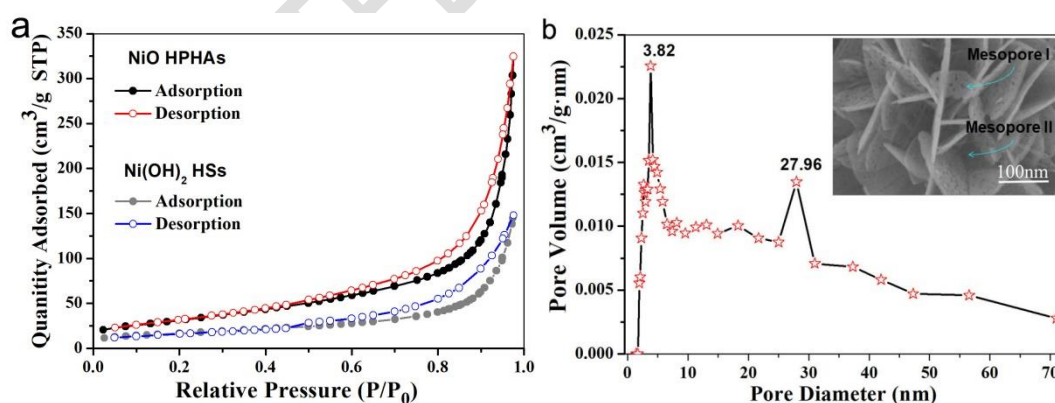 a
350
300
250
200
150
100
50
0
Quantity Adsorbed (cm³/g STP)
NiO HPHAs
Adsorption
Desorption
Ni(OH)₂ HSs
Adsorption
Desorption
0.0 0.2 0.4 0.6 0.8 1.0
Relative Pressure (P/P₀)
b
0.025
0.020
0.015
0.010
0.005
0.000
Pore Volume (cm³/g·nm)
3.82
27.96
Mesopore I
Mesopore II
100nm
0 10 20 30 40 50 60 70
Pore Diameter (nm)